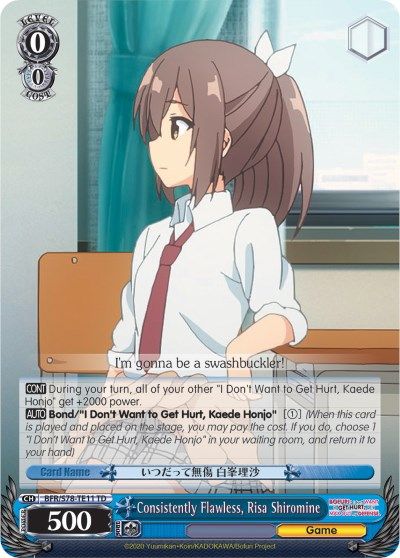 LEVEL
0
0
COST
I'm gonna be a swashbuckler!
CONT During your turn, all of your other "I Don't Want to Get Hurt, Kaede
Honjo" get +2000 power.
AUTO Bond/"I Don't Want to Get Hurt, Kaede Honjo" [① (When this card
is played and placed on the stage, you may pay the cost. If you do, choose 1
"I Don't Want to Get Hurt, Kaede Honjo" in your waiting room, and return it to
your hand)
Card Name いつだって無傷 白峯理沙
CH BFR/S78-TE11 TD
POWER
500
Consistently Flawless, Risa Shiromine
Game
©2020 Yuumikan • Koin/KADOKAWA/Bofuri Project